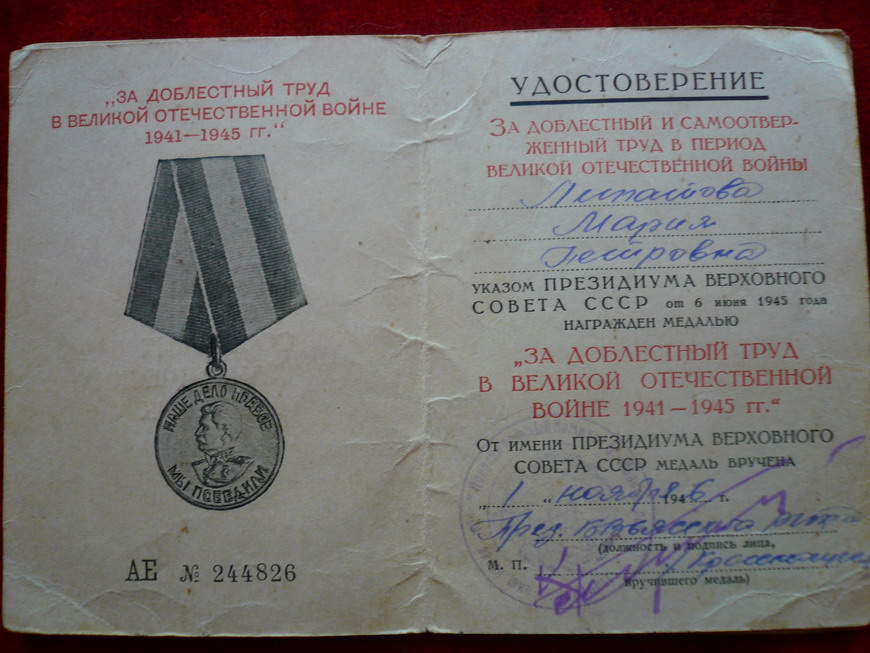 „ЗА ДОБЛЕСТНЫЙ ТРУД
В ВЕЛИКОЙ ОТЕЧЕСТВЕННОЙ ВОЙНЕ
1941—1945 гг.“
НАШЕ ДЕЛО ПРАВОЕ
МЫ ПОБЕДИЛИ
АЕ № 244826
УДОСТОВЕРЕНИЕ
ЗА ДОБЛЕСТНЫЙ И САМООТВЕР-
ЖЕННЫЙ ТРУД В ПЕРИОД
ВЕЛИКОЙ ОТЕЧЕСТВЕННОЙ ВОЙНЫ
Липатова
Мария
Петровна
УКАЗОМ ПРЕЗИДИУМА ВЕРХОВНОГО
СОВЕТА СССР от 6 июня 1945 года
НАГРАЖДЕН МЕДАЛЬЮ
„ЗА ДОБЛЕСТНЫЙ ТРУД
В ВЕЛИКОЙ ОТЕЧЕСТВЕННОЙ
ВОЙНЕ 1941—1945 гг.“
От имени ПРЕЗИДИУМА ВЕРХОВНОГО
СОВЕТА СССР МЕДАЛЬ ВРУЧЕНА
„1“ ноября 1946 г.
Пред.
(должность и подпись лица,
М. П.
вручившего медаль)